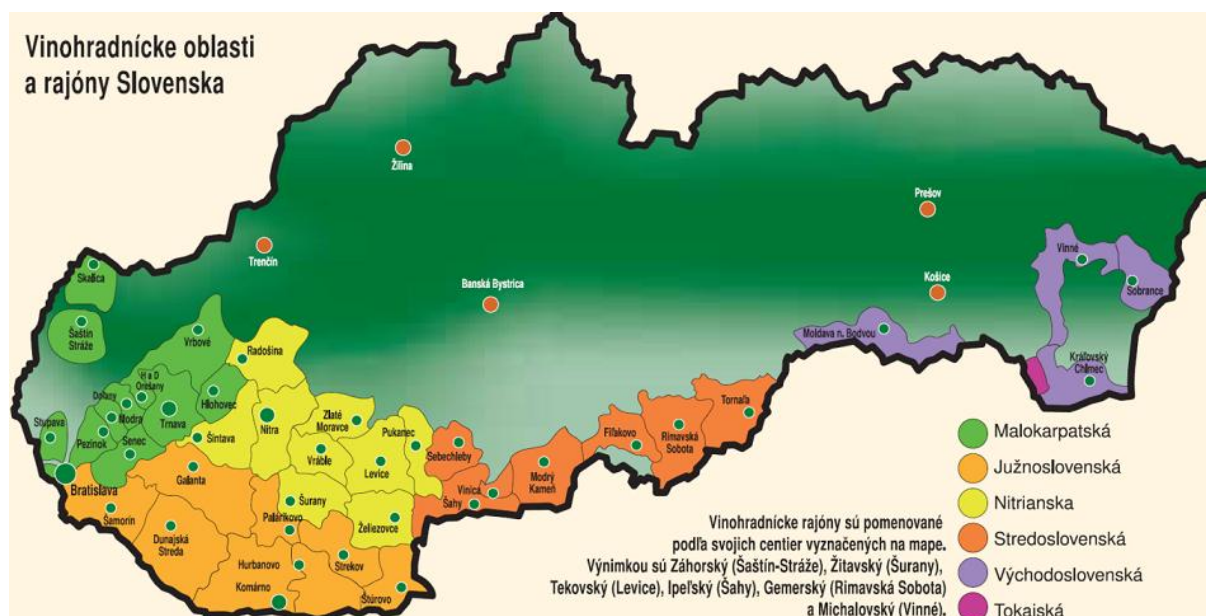 Vinohradnícke oblasti
a rajóny Slovenska
Žilina
Trenčín
Banská Bystrica
Prešov
Košice
Vinné
Sobrance
Moldava n. Bodvou
Kráľovský
Chlmec
Skalica
Šaštín
Stráže
Vrbové
Radošina
H a D
Orešany
Doľany
Hlohovec
Modra
Trnava
Stupava
Pezinok
Senec
Šintava
Nitra
Zlaté
Moravce
Pukanec
Vráble
Levice
Sebechleby
Fiľakovo
Rimavská
Sobota
Tornaľa
Modrý
Kameň
Vinica
Šahy
Bratislava
Galanta
Šurany
Šamorín
Palárikovo
Želiezovce
Dunajská
Streda
Hurbanovo
Strekov
Komárno
Štúrovo
Malokarpatská
Južnoslovenská
Nitrianska
Stredoslovenská
Východoslovenská
Tokajská
Vinohradnícke rajóny sú pomenované
podľa svojich centier vyznačených na mape.
Výnimkou sú Záhorský (Šaštín-Stráže), Žitavský (Šurany),
Tekovský (Levice), Ipeľský (Šahy), Gemerský (Rimavská Sobota)
a Michalovský (Vinné).